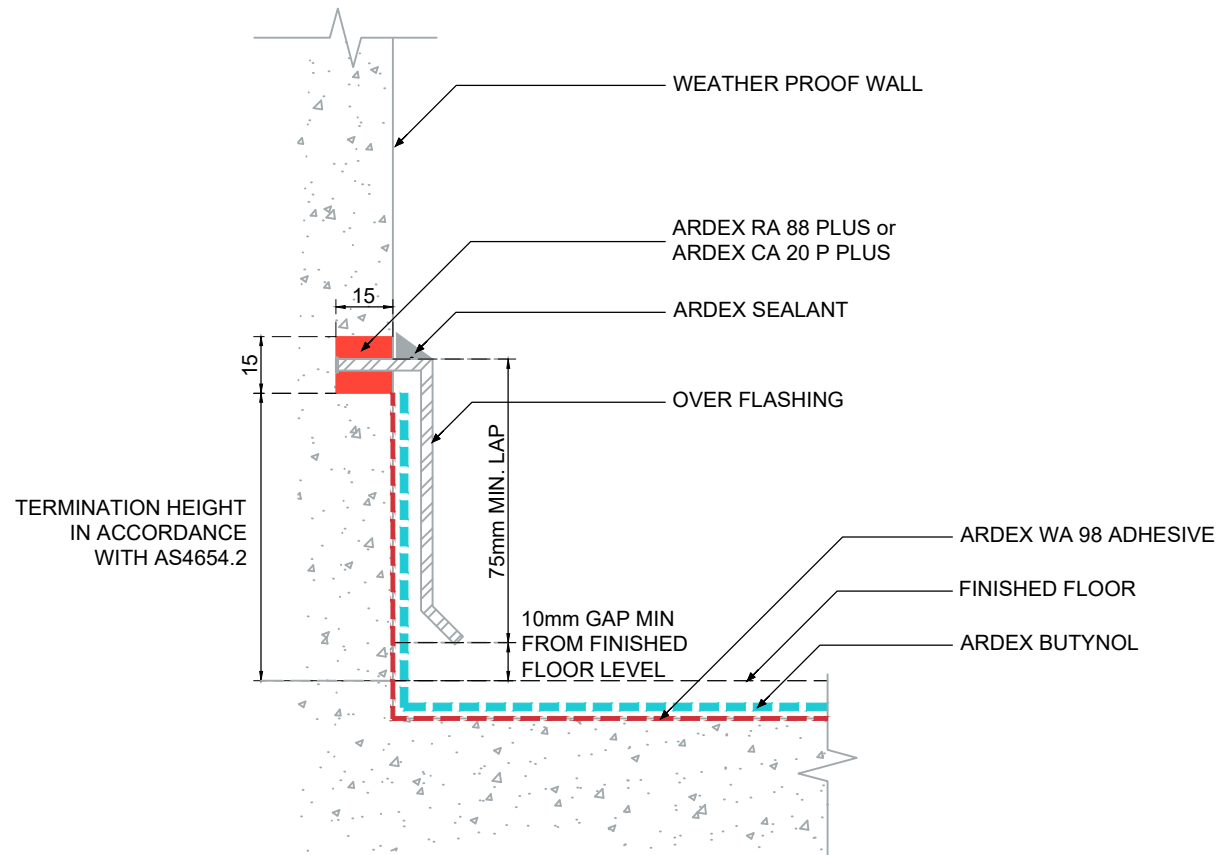 WEATHER PROOF WALL
ARDEX RA 88 PLUS or
ARDEX CA 20 P PLUS
15
ARDEX SEALANT
15
OVER FLASHING
75mm MIN. LAP
TERMINATION HEIGHT
IN ACCORDANCE
WITH AS4654.2
ARDEX WA 98 ADHESIVE
FINISHED FLOOR
10mm GAP MIN
FROM FINISHED
FLOOR LEVEL
ARDEX BUTYNOL